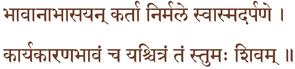 भावानाभासयन् कर्ता निर्मले स्वात्मदर्पणे ।
कार्यकारणभावं च यश्चित्रं तं स्तुमः शिवम् ॥